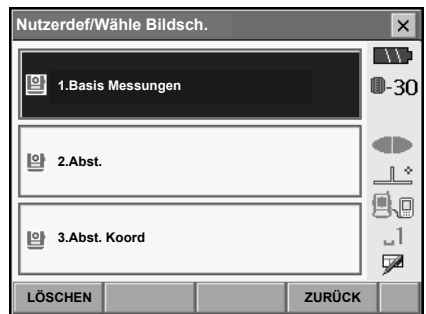 Nutzerdef/Wähle Bildsch.
1.Basis Messungen
-30
2.Abst.
3.Abst. Koord
1
LÖSCHEN ZURÜCK